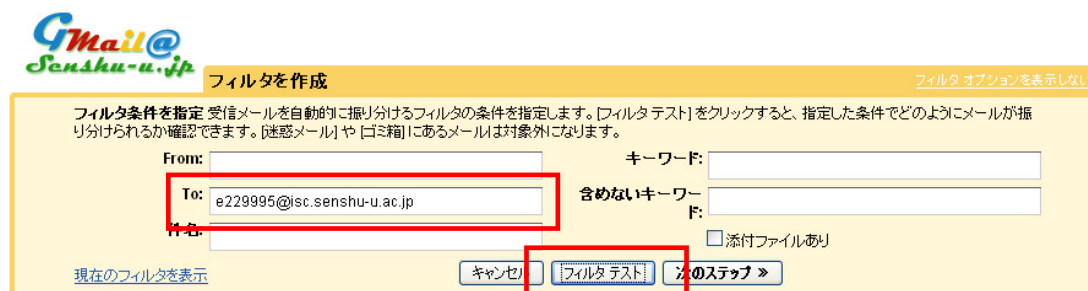 GMail@
Senshu-u.jp
フィルタを作成 フィルタ オプションを表示しない
フィルタ条件を指定 受信メールを自動的に振り分けるフィルタの条件を指定します。[フィルタ テスト] をクリックすると、指定した条件でどのようにメールが振
り分けられるか確認できます。[迷惑メール] や [ゴミ箱] にあるメールは対象外になります。
From: キーワード:
To: e229995@isc.senshu-u.ac.jp 含めないキーワー
ド:
件名:
添付ファイルあり
現在のフィルタを表示 キャンセル フィルタ テスト 次のステップ »